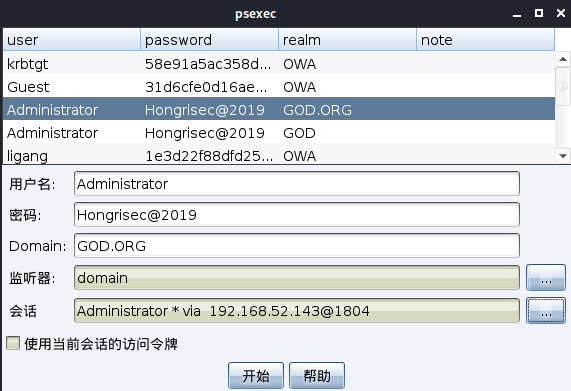 psexec
user password realm note
krbtgt 58e91a5ac358d... OWA
Guest 31d6cfe0d16ae... OWA
Administrator Hongrisec@2019 GOD.ORG
Administrator Hongrisec@2019 GOD
ligang 1e3d22f88dfd25... OWA
用户名: Administrator
密码: Hongrisec@2019
Domain: GOD.ORG
监听器: domain ...
会话 Administrator * via 192.168.52.143@1804 ...
使用当前会话的访问令牌
开始 帮助